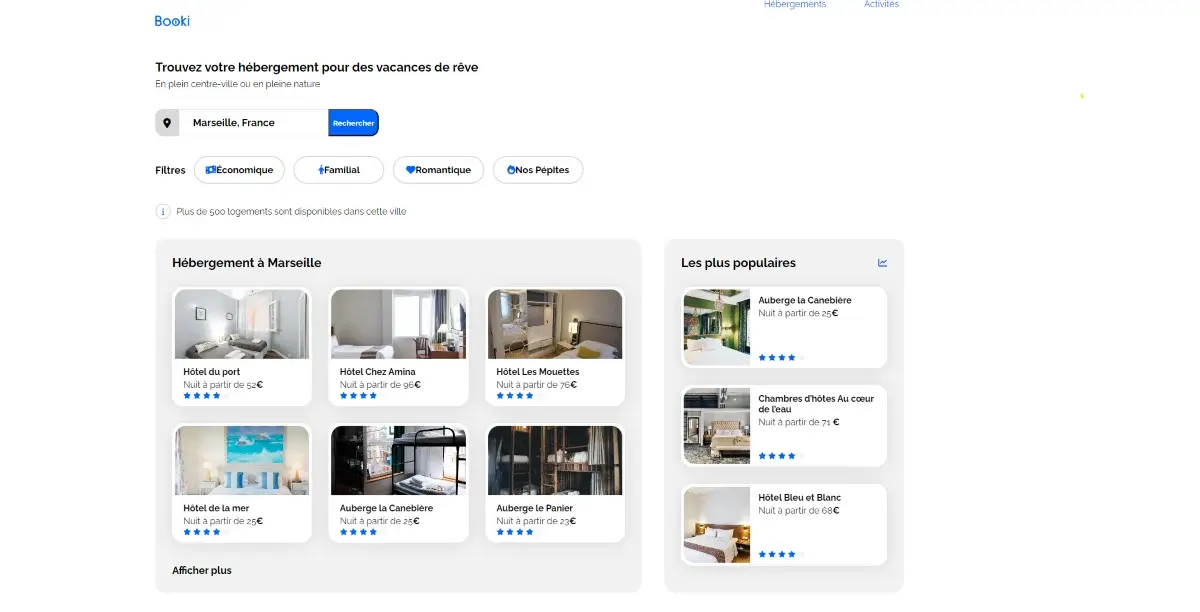 Hébergements Activités
Booki
Trouvez votre hébergement pour des vacances de rêve
En plein centre-ville ou en pleine nature
Marseille, France Rechercher
Filtres Économique Familial Romantique Nos Pépites
Plus de 500 logements sont disponibles dans cette ville
Hébergement à Marseille
Hôtel du port
Nuit à partir de 52€
Hôtel Chez Amina
Nuit à partir de 96€
Hôtel Les Mouettes
Nuit à partir de 76€
Hôtel de la mer
Nuit à partir de 25€
Auberge la Canebière
Nuit à partir de 25€
Auberge le Panier
Nuit à partir de 23€
Afficher plus
Les plus populaires
Auberge la Canebière
Nuit à partir de 25€
Chambres d'hôtes Au cœur
de l'eau
Nuit à partir de 71 €
Hôtel Bleu et Blanc
Nuit à partir de 68€